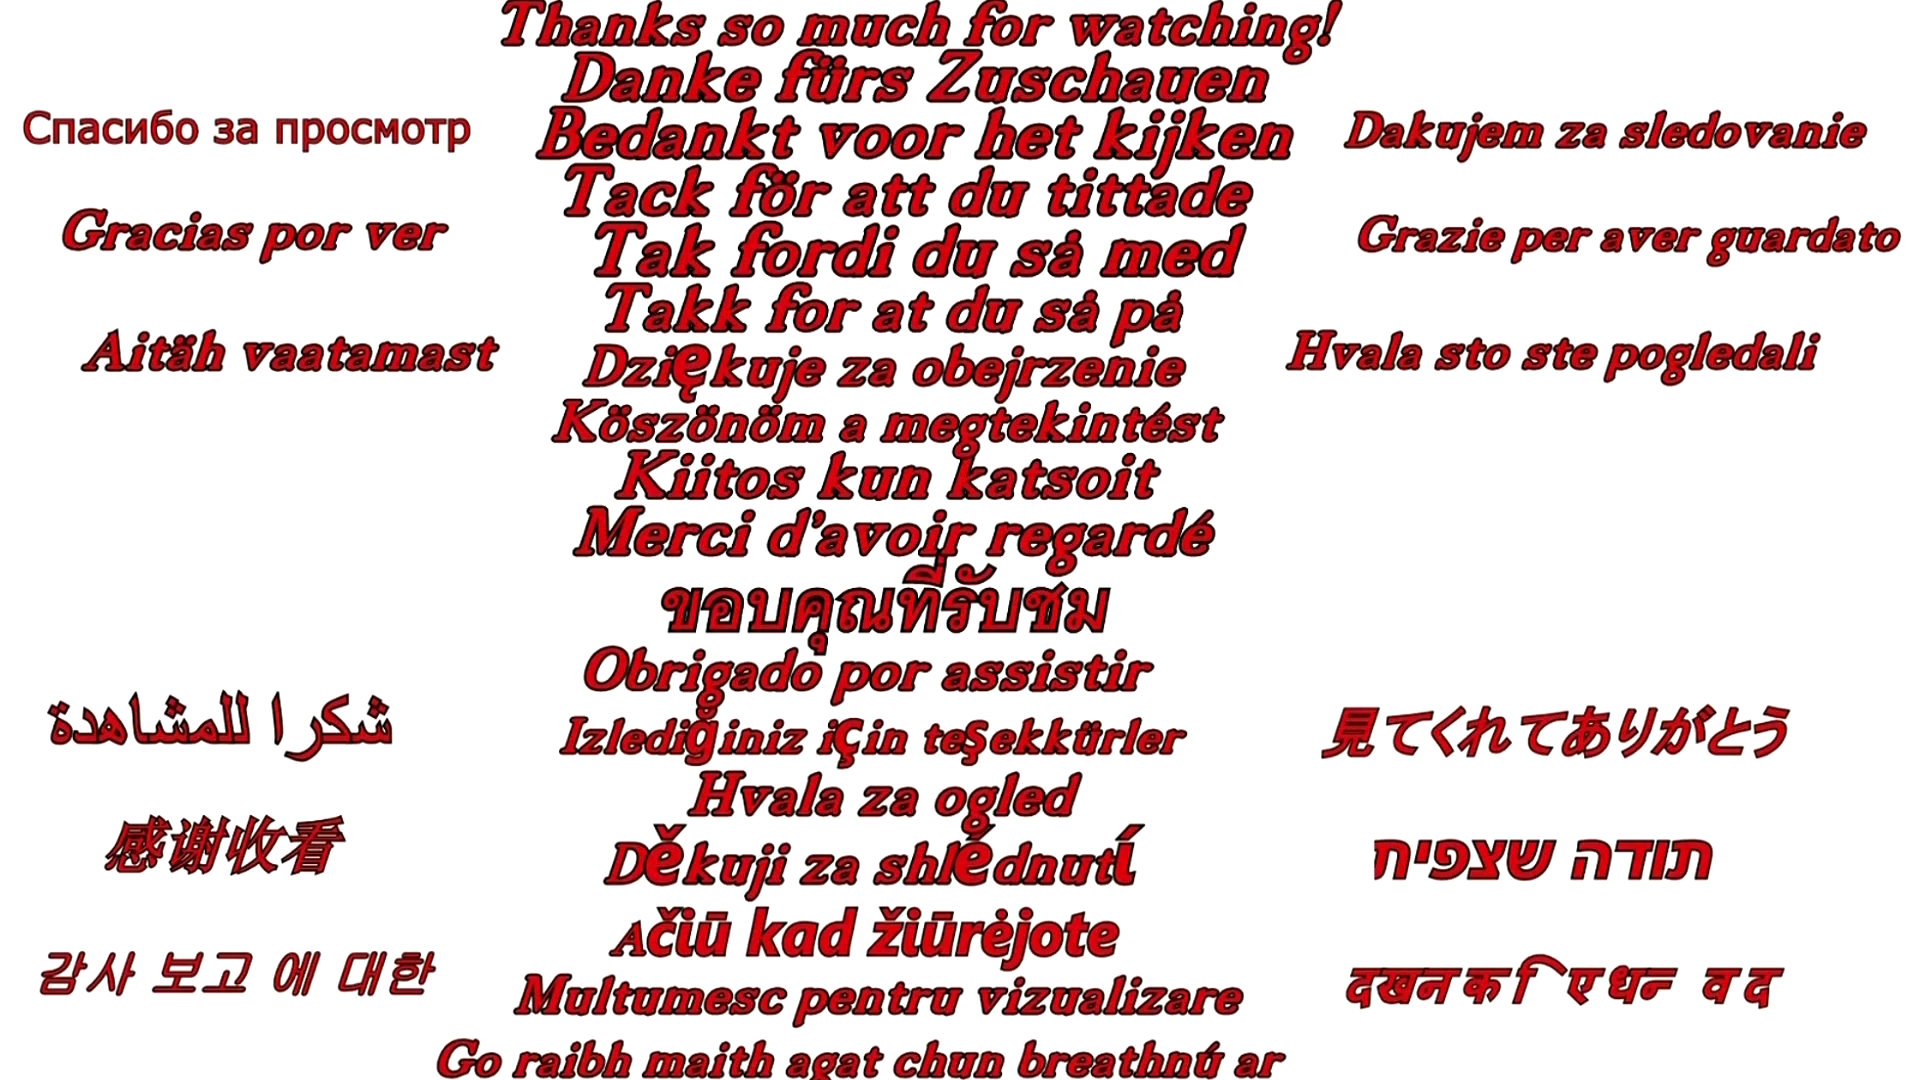 Thanks so much for watching!
Danke fürs Zuschauen
Bedankt voor het kijken
Tack för att du tittade
Tak fordi du så med
Takk for at du så på
Dziękuje za obejrzenie
Köszönöm a megtekintést
Kiitos kun katsoit
Merci d'avoir regardé
ขอบคุณที่รับชม
Obrigado por assistir
Izlediğiniz için teşekkürler
Hvala za ogled
Děkuji za shlédnutí
Ačiū kad žiūrėjote
Multumesc pentru vizualizare
Go raibh maith agat chun breathnú ar
Спасибо за просмотр
Gracias por ver
Aitäh vaatamast
شكرا للمشاهدة
感谢收看
감사 보고 에 대한
Dakujem za sledovanie
Grazie per aver guardato
Hvala sto ste pogledali
見てくれてありがとう
תודה שצפית